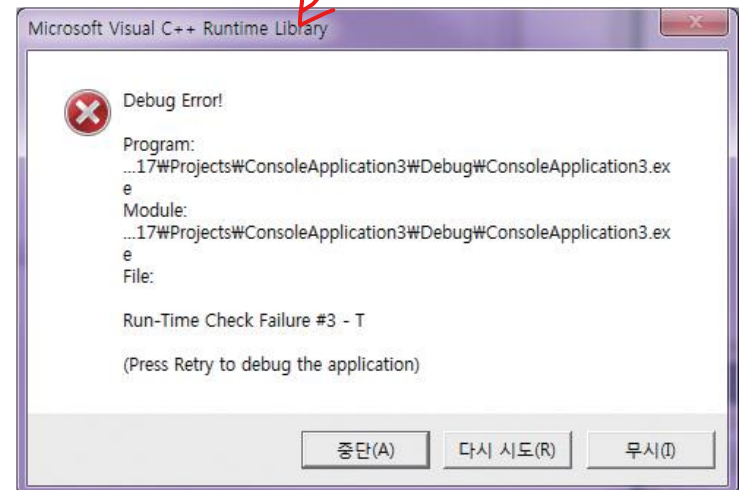 Microsoft Visual C++ Runtime Library
Debug Error!
Program:
...17₩Projects₩ConsoleApplication3₩Debug₩ConsoleApplication3.ex
e
Module:
...17₩Projects₩ConsoleApplication3₩Debug₩ConsoleApplication3.ex
e
File:
Run-Time Check Failure #3 - T
(Press Retry to debug the application)
중단(A) 다시 시도(R) 무시(I)